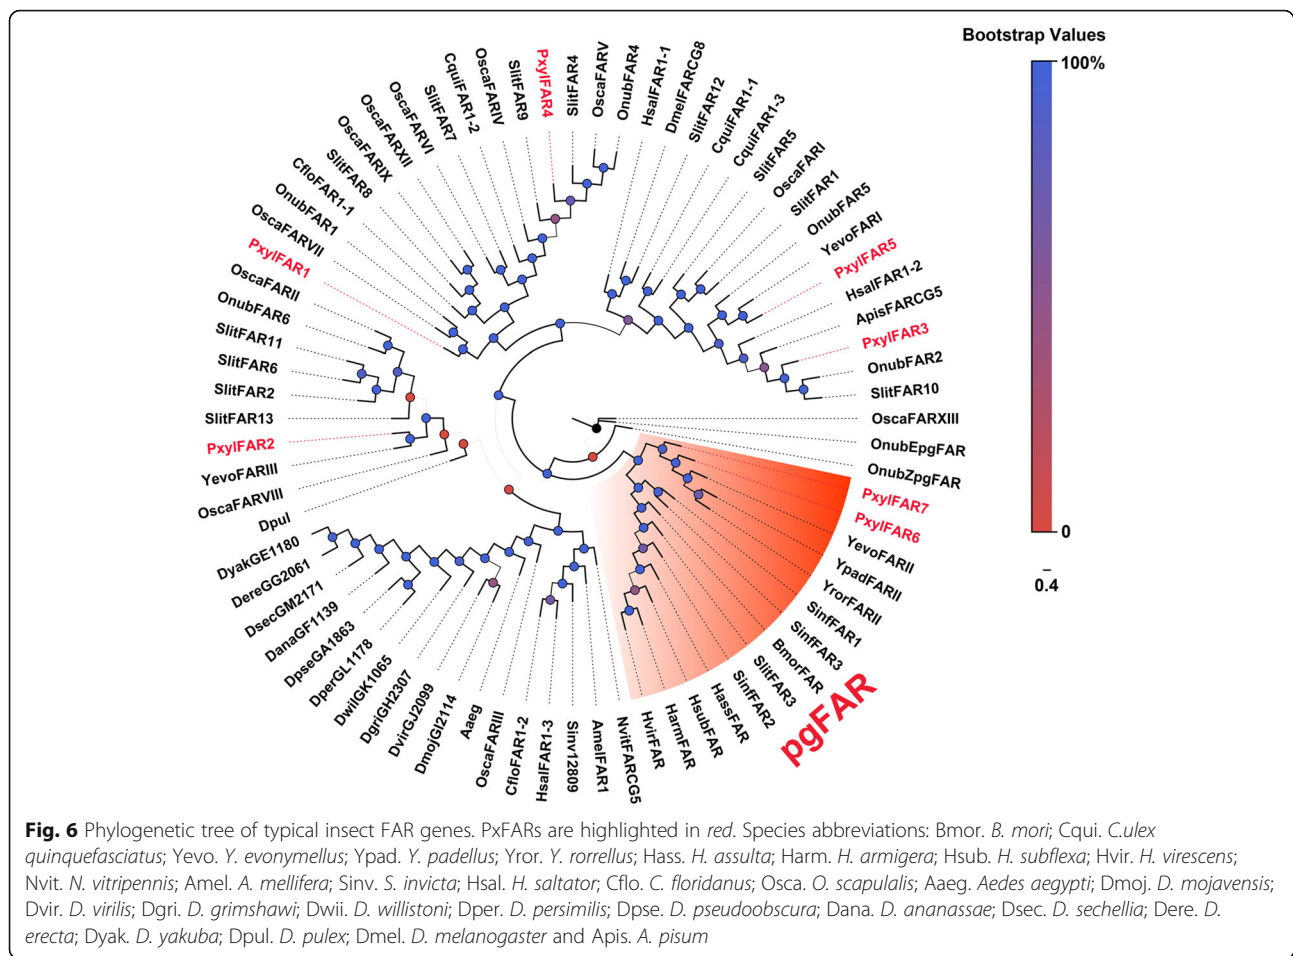 Bootstrap Values
100%
0
–
0.4
CquiFAR1-2
OscaFARIV
SlitFAR9
PxylFAR4
SlitFAR4
OscaFARV
OnubFAR4
HsalFAR1-1
DmelFARCG8
SlitFAR12
CquiFAR1-1
CquiFAR1-3
SlitFAR5
OscaFARI
SlitFAR1
OnubFAR5
YevoFARI
PxylFAR5
HsalFAR1-2
ApisFARCG5
PxylFAR3
OnubFAR2
SlitFAR10
OscaFARXIII
OnubEpgFAR
OnubZpgFAR
PxylFAR7
PxylFAR6
YevoFARII
YpadFARII
YrorFARII
SinfFAR1
SinfFAR3
BmorFAR
SlitFAR3
SinfFAR2
HassFAR
HsubFAR
HarmFAR
HvirFAR
pgFAR
NvitFARCG5
AmelFAR1
Sinv12809
HsalFAR1-3
CfloFAR1-2
OscaFARIII
Aaeg
DmojGI2114
DvirGJ2099
DgriGH2307
DwilGK1065
DperGL1178
DpseGA1863
DanaGF1139
DsecGM2171
DereGG2061
DyakGE1180
Dpul
OscaFARVIII
YevoFARIII
PxylFAR2
SlitFAR13
SlitFAR2
SlitFAR6
SlitFAR11
OnubFAR6
OscaFARII
PxylFAR1
OscaFARVII
OnubFAR1
CfloFAR1-1
SlitFAR8
OscaFARIX
OscaFARXII
OscaFARVI
SlitFAR7
Fig. 6 Phylogenetic tree of typical insect FAR genes. PxFARs are highlighted in red. Species abbreviations: Bmor. B. mori; Cqui. C.ulex
quinquefasciatus; Yevo. Y. evonymellus; Ypad. Y. padellus; Yror. Y. rorrellus; Hass. H. assulta; Harm. H. armigera; Hsub. H. subflexa; Hvir. H. virescens;
Nvit. N. vitripennis; Amel. A. mellifera; Sinv. S. invicta; Hsal. H. saltator; Cflo. C. floridanus; Osca. O. scapulalis; Aaeg. Aedes aegypti; Dmoj. D. mojavensis;
Dvir. D. virilis; Dgri. D. grimshawi; Dwii. D. willistoni; Dper. D. persimilis; Dpse. D. pseudoobscura; Dana. D. ananassae; Dsec. D. sechellia; Dere. D.
erecta; Dyak. D. yakuba; Dpul. D. pulex; Dmel. D. melanogaster and Apis. A. pisum